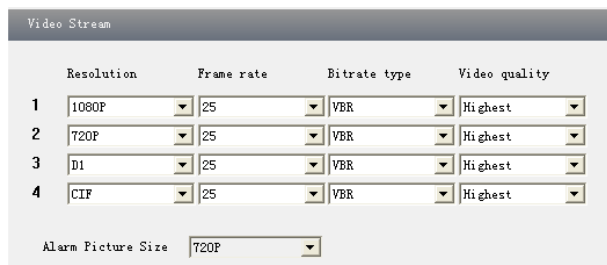 Video Stream
Resolution Frame rate Bitrate type Video quality
1 1080P 25 VBR Highest
2 720P 25 VBR Highest
3 D1 25 VBR Highest
4 CIF 25 VBR Highest
Alarm Picture Size 720P